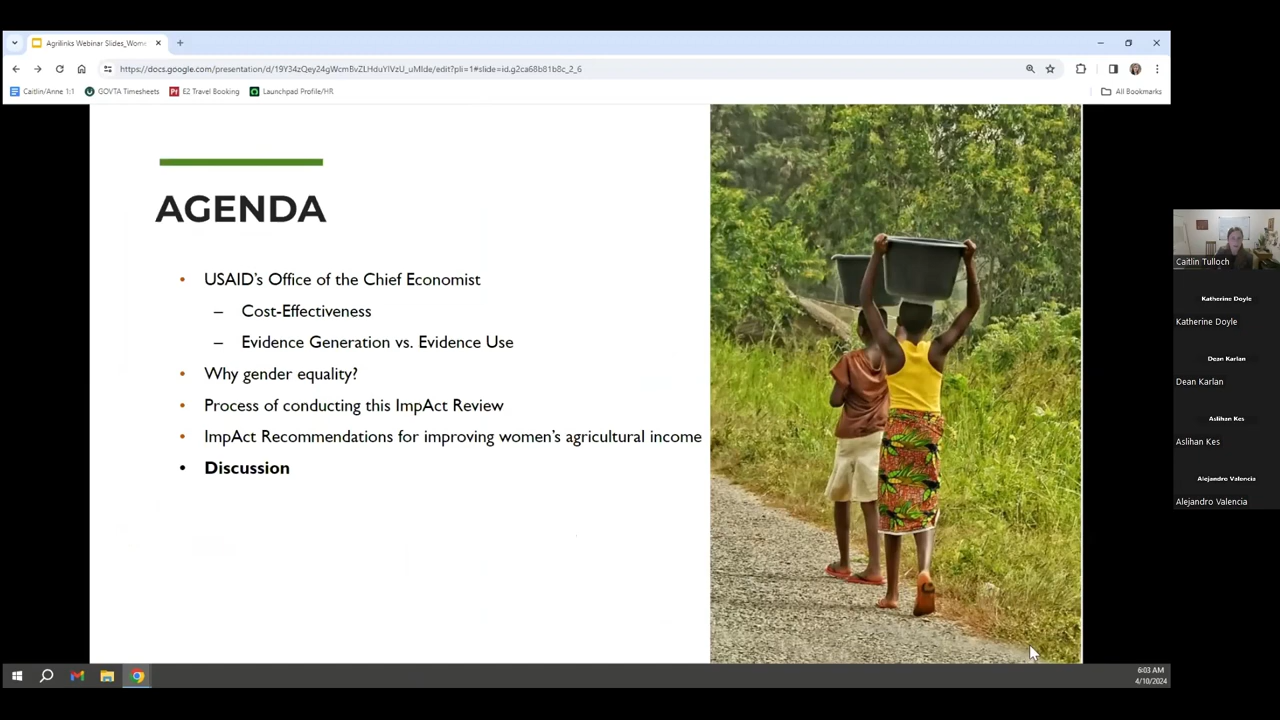 Agrilinks Webinar Slides_Wome
https://docs.google.com/presentation/d/19Y34zQey24gWcmBvZLHduYlVzU_uMlde/edit?pli=1#slide=id.g2ca68b81b8c_2_6
Caitlin/Anne 1:1
GOVTA Timesheets
E2 Travel Booking
Launchpad Profile/HR
All Bookmarks
AGENDA
• USAID’s Office of the Chief Economist
– Cost-Effectiveness
– Evidence Generation vs. Evidence Use
• Why gender equality?
• Process of conducting this ImpAct Review
• ImpAct Recommendations for improving women’s agricultural income
• Discussion
Caitlin Tulloch
Katherine Doyle
Katherine Doyle
Dean Karlan
Dean Karlan
Aslihan Kes
Aslihan Kes
Alejandro Valencia
Alejandro Valencia
6:03 AM
4/10/2024